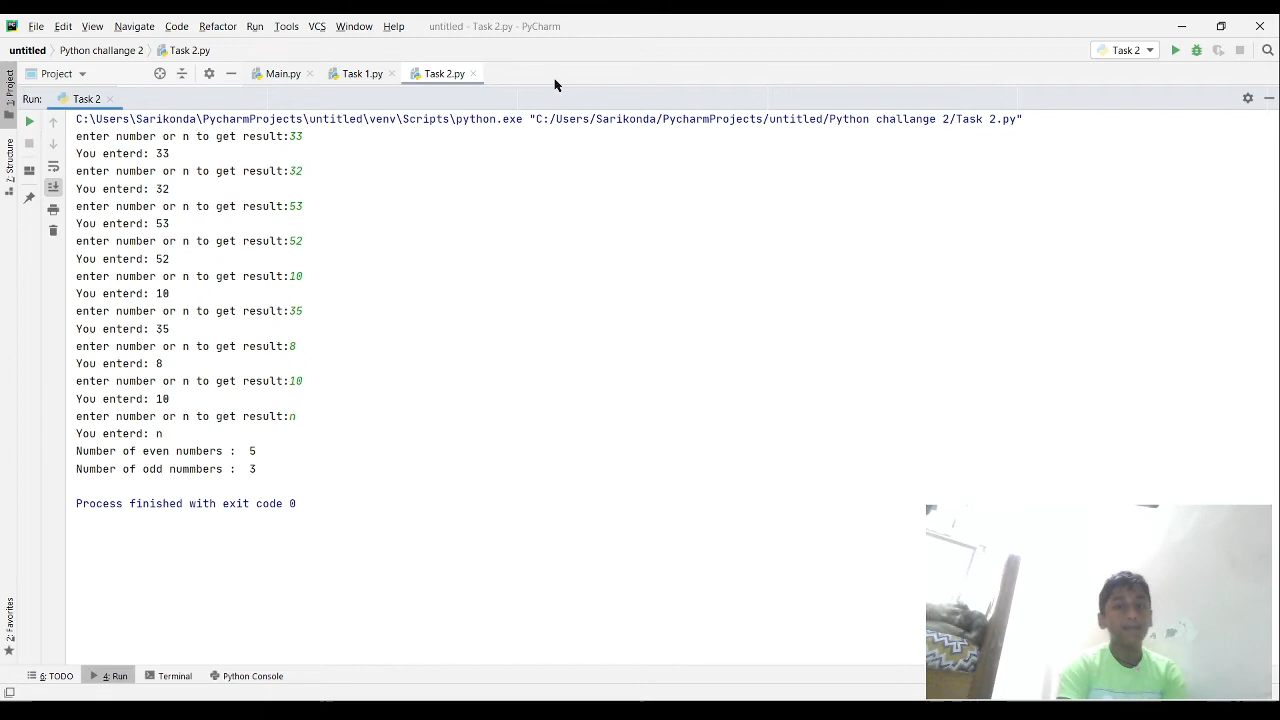 File Edit View Navigate Code Refactor Run Tools VCS Window Help untitled - Task 2.py - PyCharm
untitled Python challange 2 Task 2.py Task 2
Project Main.py Task 1.py Task 2.py
1: Project
Run: Task 2
C:\Users\Sarikonda\PycharmProjects\untitled\venv\Scripts\python.exe "C:/Users/Sarikonda/PycharmProjects/untitled/Python challange 2/Task 2.py"
enter number or n to get result:33
You enterd: 33
enter number or n to get result:32
You enterd: 32
enter number or n to get result:53
You enterd: 53
enter number or n to get result:52
You enterd: 52
enter number or n to get result:10
You enterd: 10
enter number or n to get result:35
You enterd: 35
enter number or n to get result:8
You enterd: 8
enter number or n to get result:10
You enterd: 10
enter number or n to get result:n
You enterd: n
Number of even numbers :  5
Number of odd nummbers :  3
Process finished with exit code 0
7: Structure
2: Favorites
6: TODO 4: Run Terminal Python Console